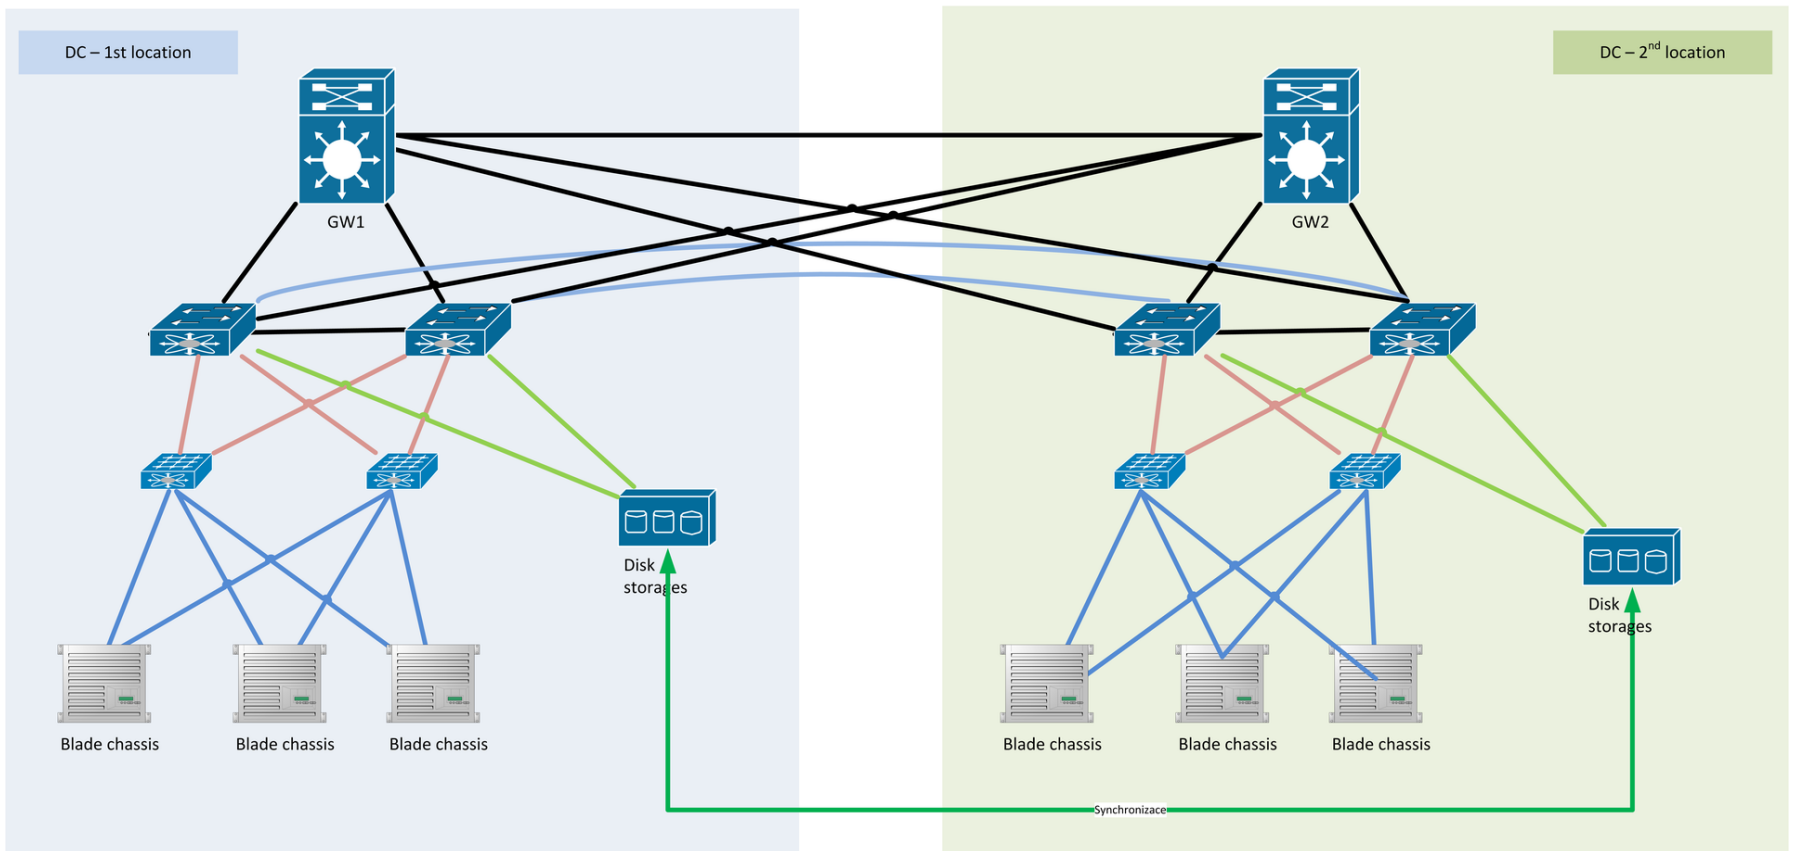 DC – 1st location
DC – 2nd location
GW1
GW2
Disk
storages
Disk
storages
Blade chassis
Blade chassis
Blade chassis
Blade chassis
Blade chassis
Blade chassis
Synchronizace